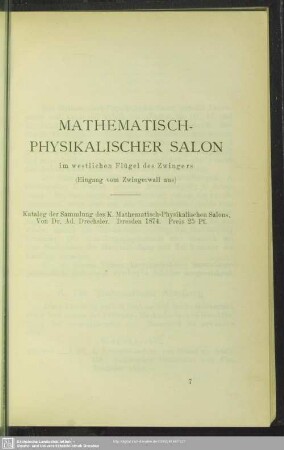 MATHEMATISCH-
PHYSIKALISCHER SALON
im westlichen Flügel des Zwingers
(Eingang vom Zwingerwall aus)
Katalog der Sammlung des K. Mathematisch-Physikalischen Salons.
Von Dr. Ad. Drechsler. Dresden 1874. Preis 25 Pf.
7